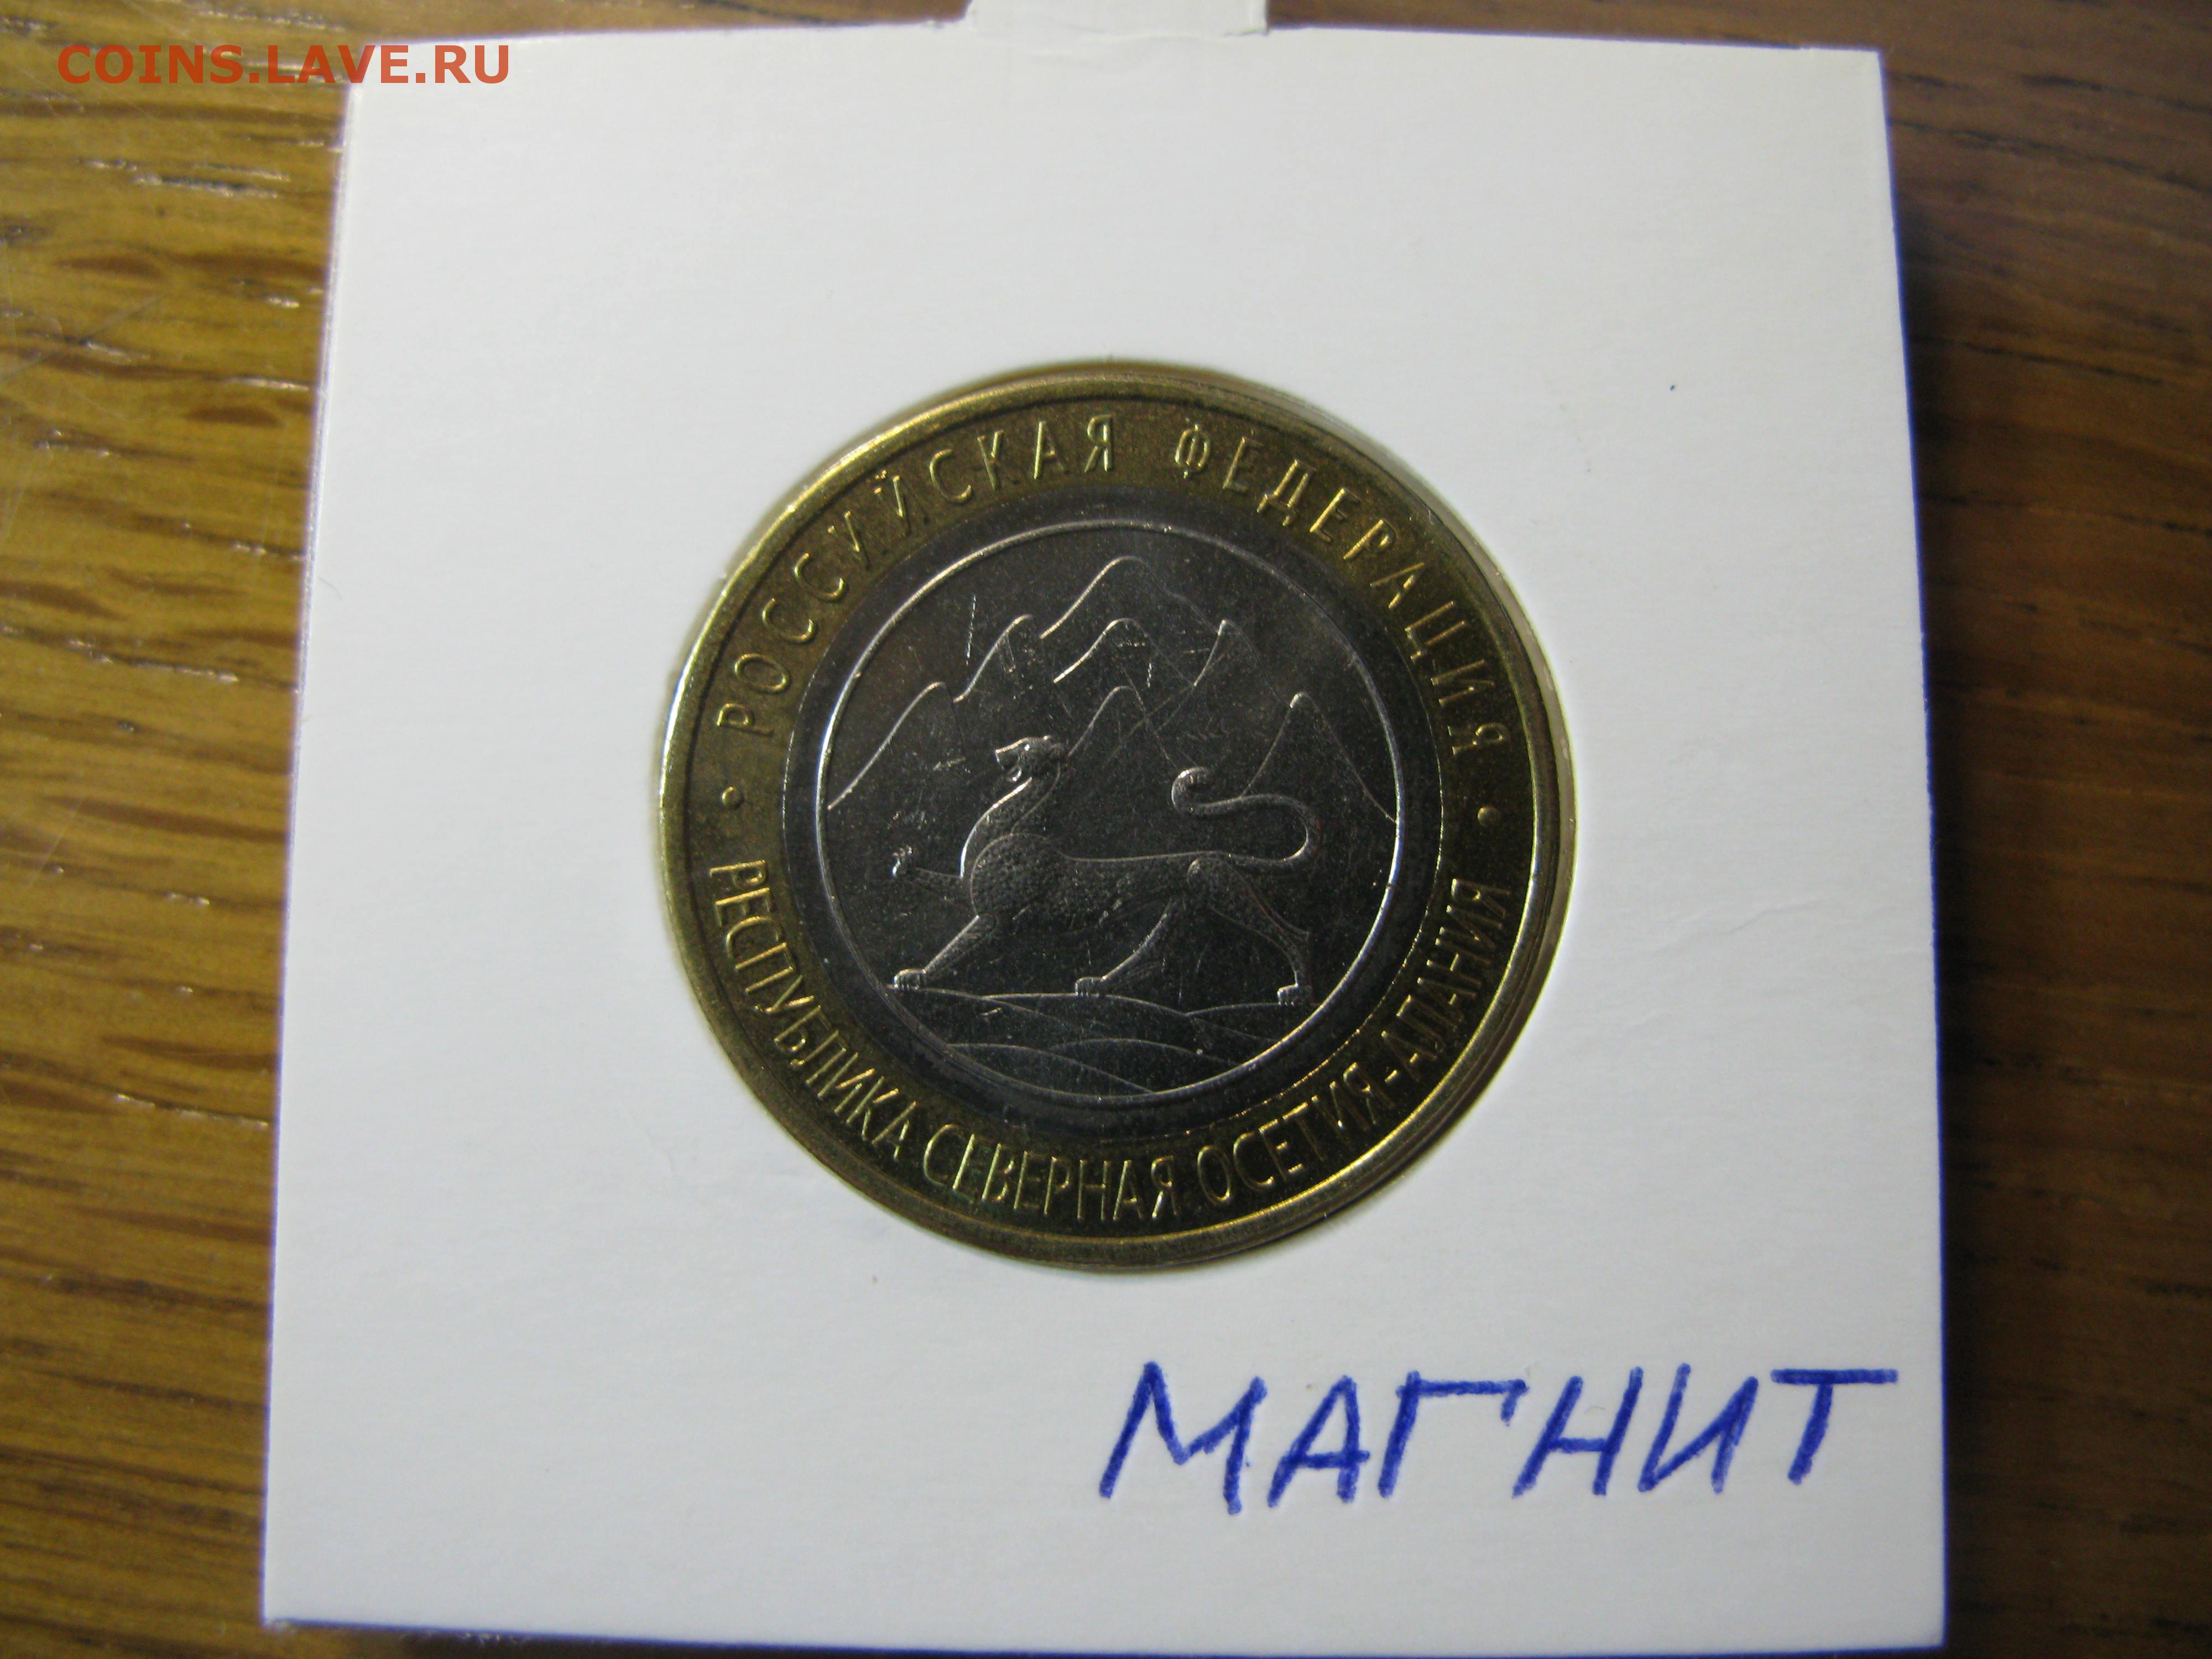 COINS.LAVE.RU
РОССИЙСКАЯ ФЕДЕРАЦИЯ
РЕСПУБЛИКА СЕВЕРНАЯ ОСЕТИЯ-АЛАНИЯ
МАГНИТ